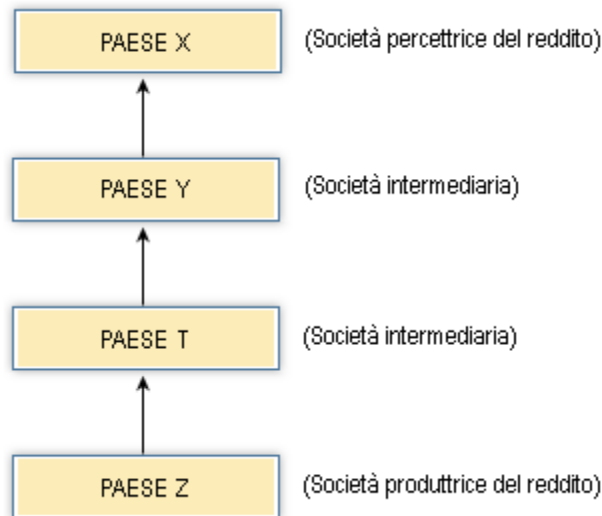 PAESE X (Società percettrice del reddito)
PAESE Y (Società intermediaria)
PAESE T (Società intermediaria)
PAESE Z (Società produttrice del reddito)